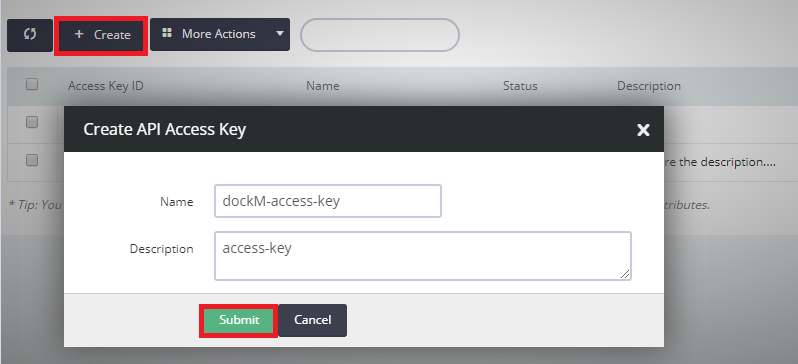 + Create More Actions
Access Key ID Name Status Description
Create API Access Key X
re the description....
Name dockM-access-key
* Tip: You tributes.
Description access-key
Submit Cancel